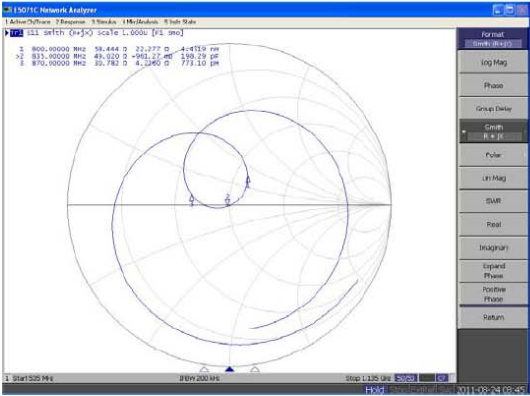 E5071C Network Analyzer
1 Active Ch/Trace 2 Response 3 Stimulus 4 Mkr/Analysis 5 Instr State
Tr1 S11 Smith (R+jX) Scale 1.000U [F1 Smo]
1 800.00000 MHz 58.444 Ω 22.277 Ω 4.4319 nH
>2 835.00000 MHz 49.020 Ω -961.27 mΩ 198.29 pF
3 870.00000 MHz 30.782 Ω 4.2260 Ω 773.10 pH
Format
Smith (R+jX)
Log Mag
Phase
Group Delay
Smith
R + jX
Polar
Lin Mag
SWR
Real
Imaginary
Expand
Phase
Positive
Phase
Return
1 Start 535 MHz
IFBW 200 kHz
Stop 1.135 GHz
Hold
2011-08-24 03:45